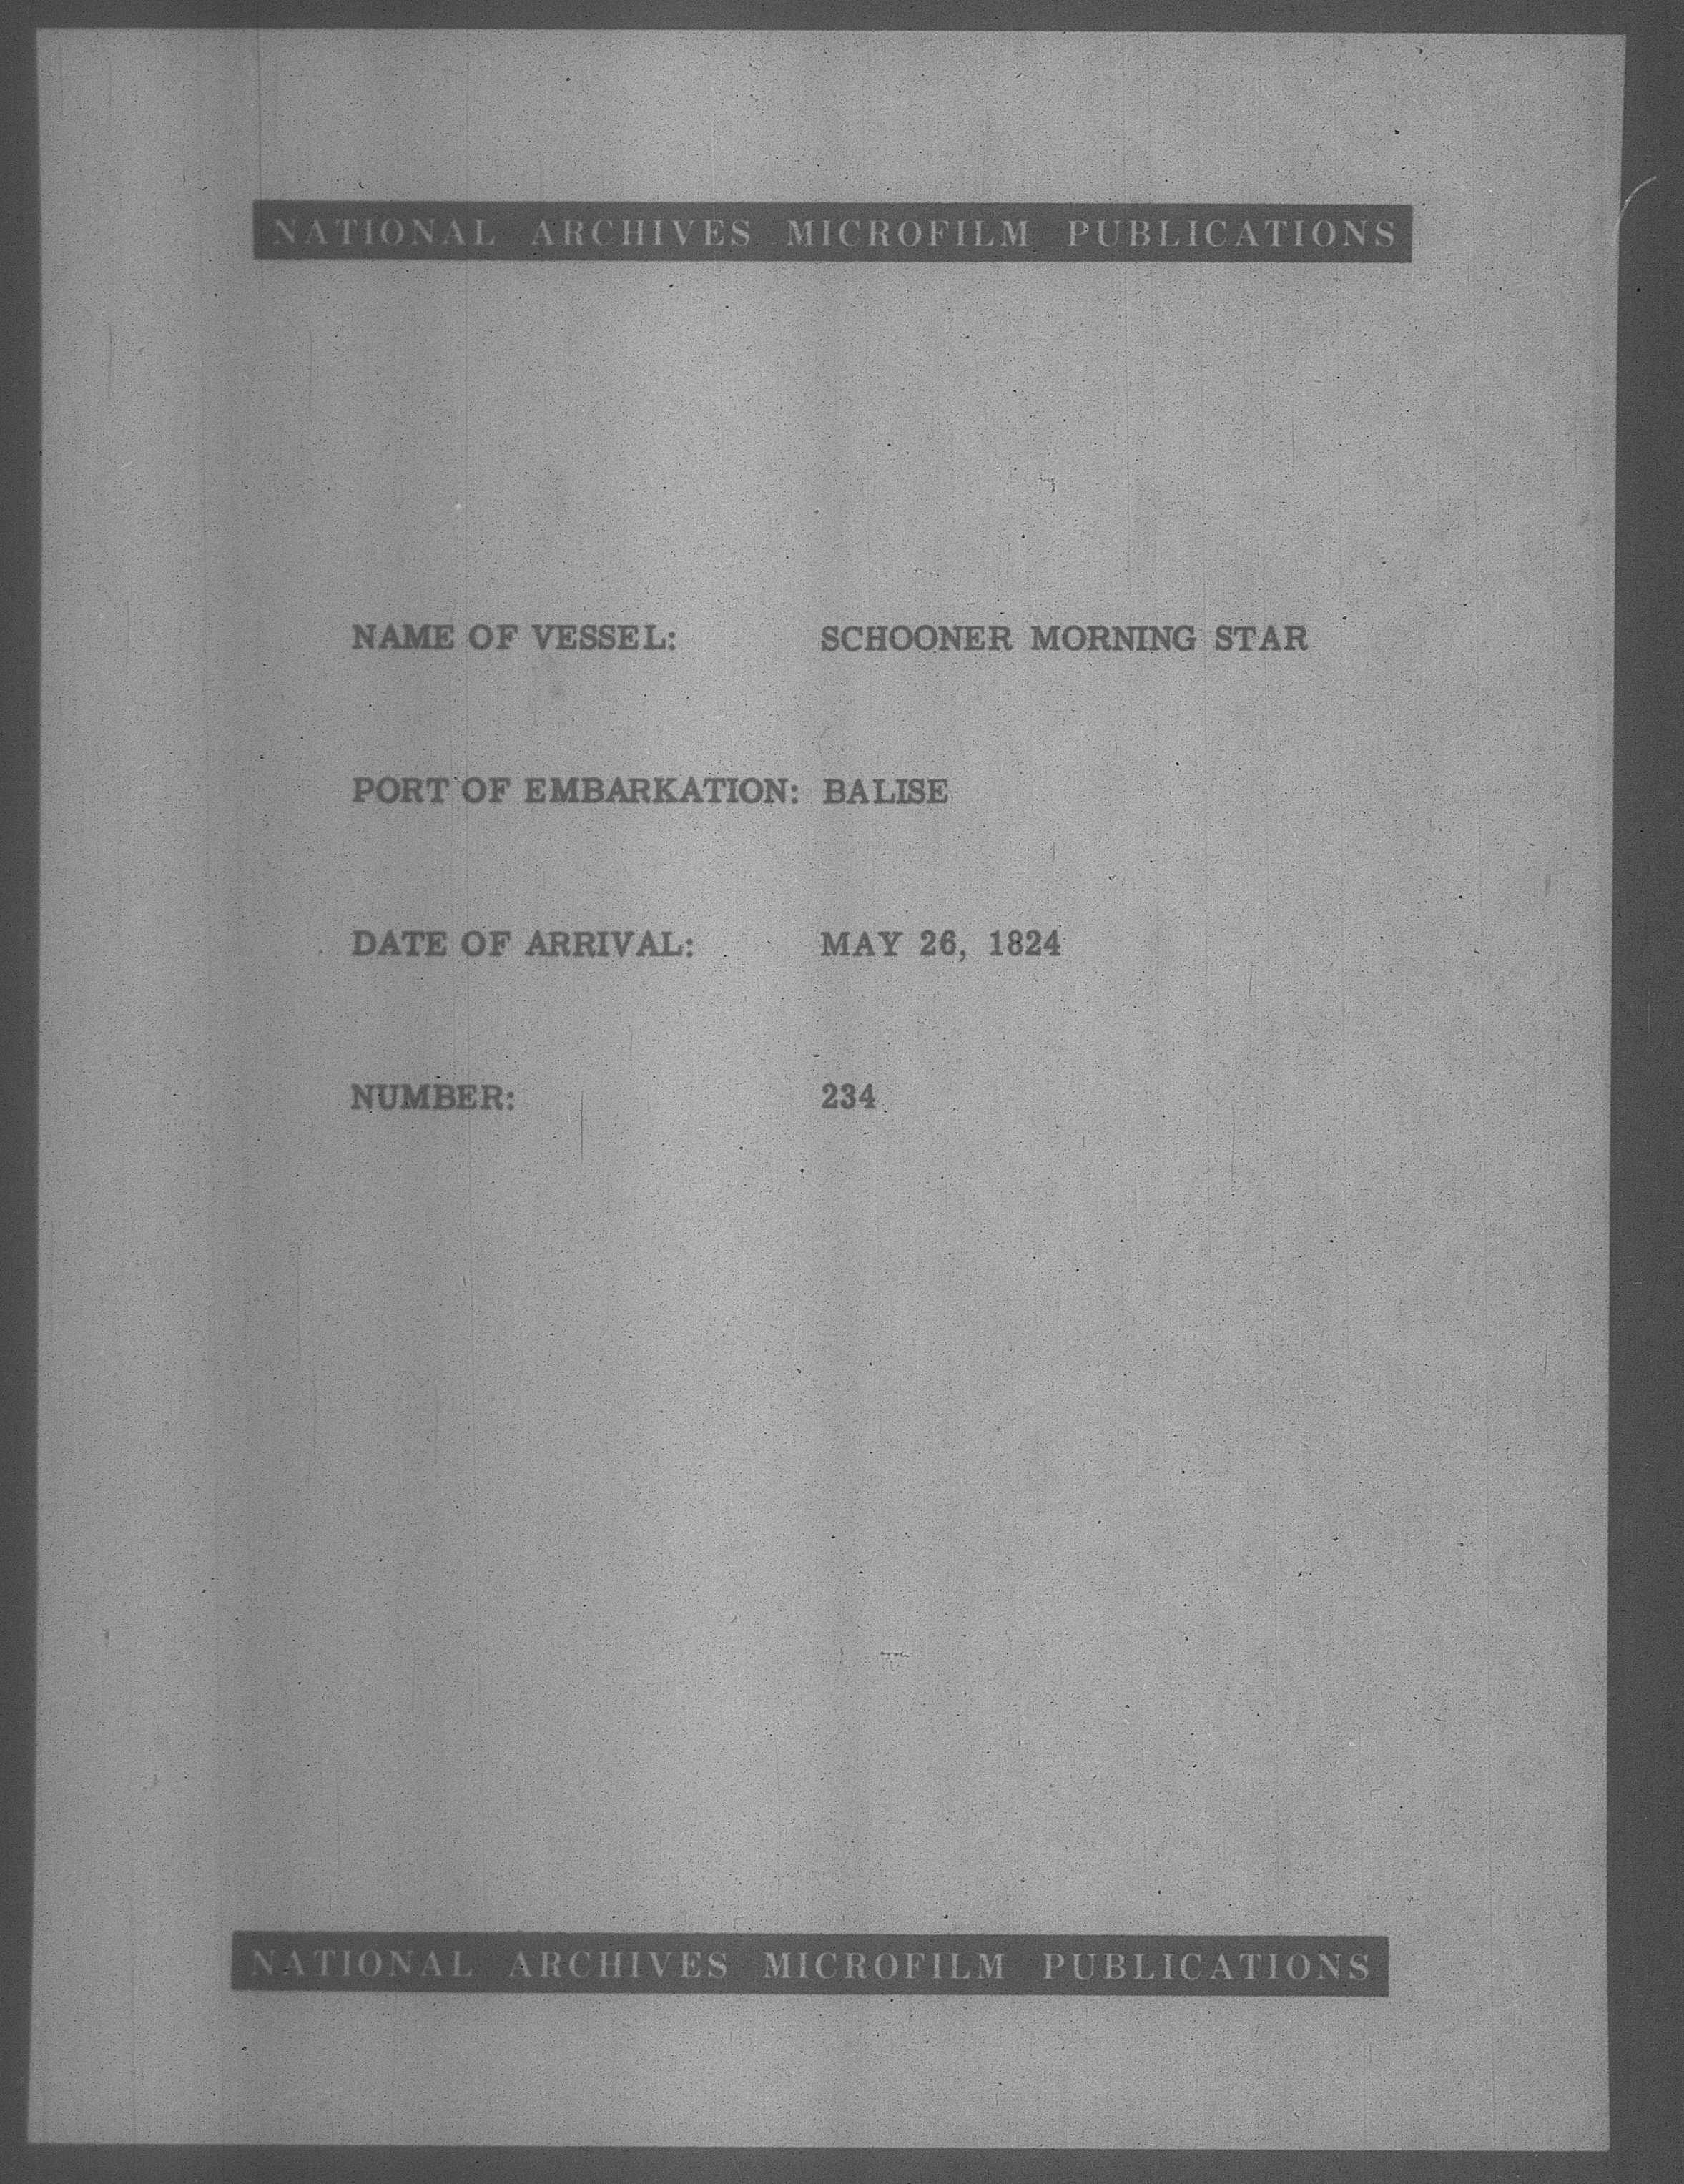 NATIONAL ARCHIVES MICROFILM PUBLICATIONS
NAME OF VESSEL: SCHOONER MORNING STAR
PORT OF EMBARKATION: BALISE
DATE OF ARRIVAL: MAY 26, 1824
NUMBER: 234
NATIONAL ARCHIVES MICROFILM PUBLICATIONS